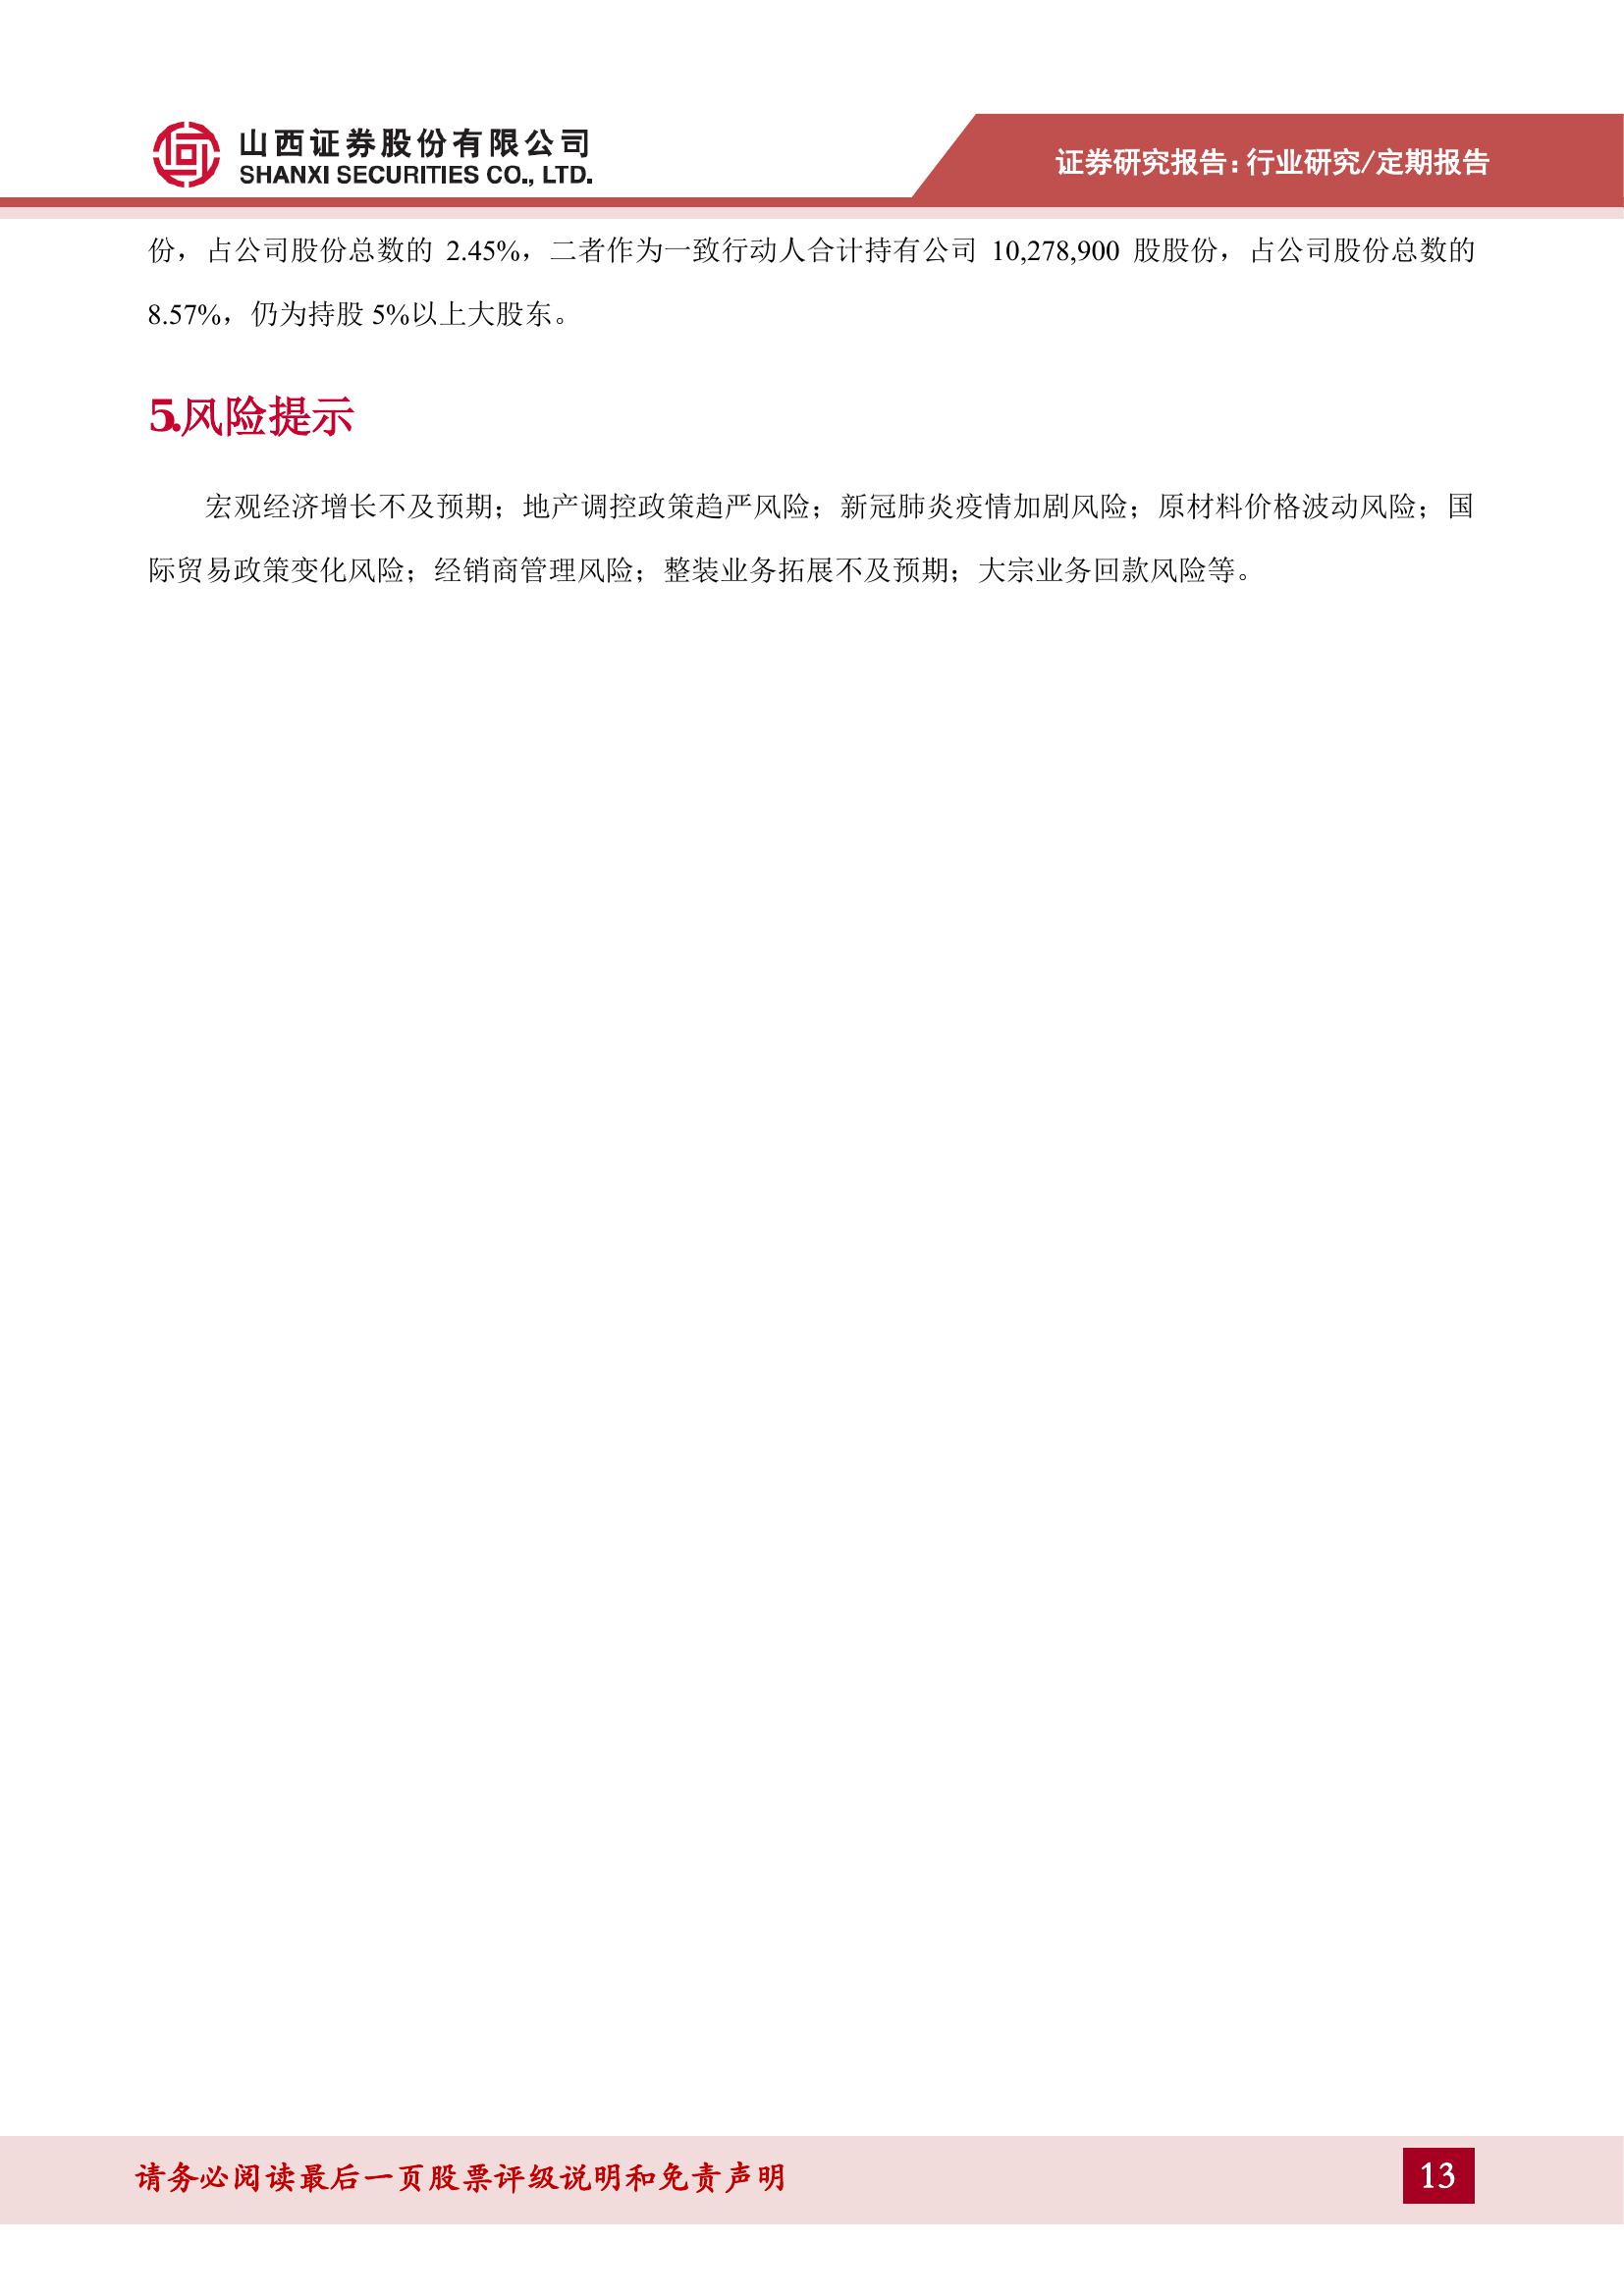 山西证券股份有限公司
SHANXI SECURITIES CO., LTD.
证券研究报告：行业研究/定期报告
份，占公司股份总数的 2.45%，二者作为一致行动人合计持有公司 10,278,900 股股份，占公司股份总数的
8.57%，仍为持股 5%以上大股东。
5.风险提示
宏观经济增长不及预期；地产调控政策趋严风险；新冠肺炎疫情加剧风险；原材料价格波动风险；国
际贸易政策变化风险；经销商管理风险；整装业务拓展不及预期；大宗业务回款风险等。
请务必阅读最后一页股票评级说明和免责声明
13